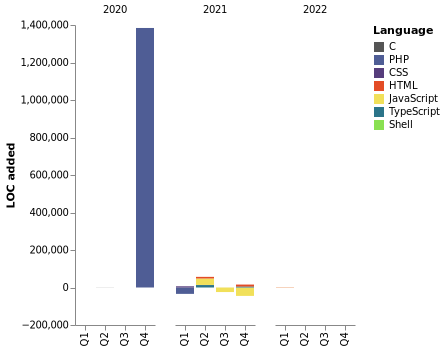 2020 2021 2022
LOC added
1,400,000
1,200,000
1,000,000
800,000
600,000
400,000
200,000
0
−200,000
Q1 Q2 Q3 Q4 Q1 Q2 Q3 Q4 Q1 Q2 Q3 Q4
Language
C
PHP
CSS
HTML
JavaScript
TypeScript
Shell